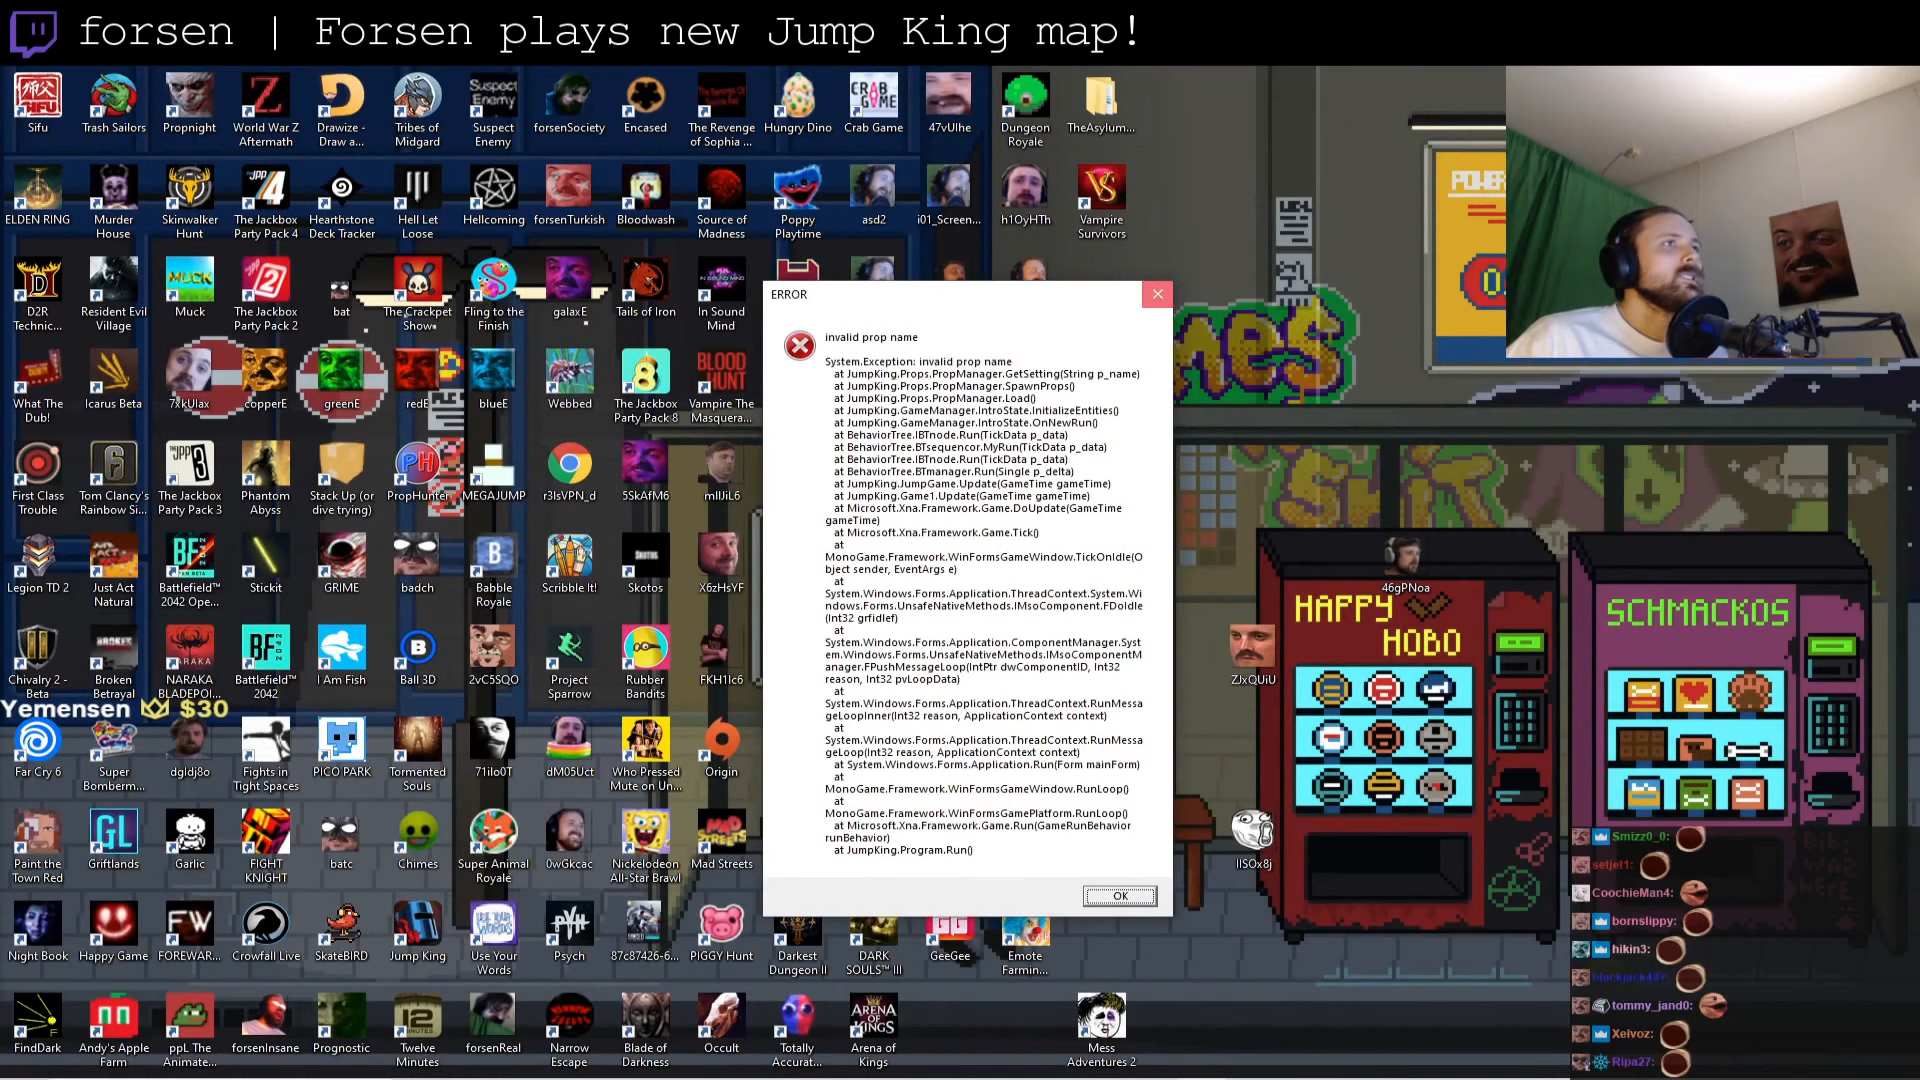 forsen | Forsen plays new Jump King map!
Sifu
Trash Sailors
Propnight
World War Z Aftermath
Drawize - Draw a...
Tribes of Midgard
Suspect Enemy
forsenSociety
Encased
The Revenge of Sophia ...
Hungry Dino
Crab Game
47vUlhe
Dungeon Royale
TheAsylum...
ELDEN RING
Murder House
Skinwalker Hunt
The Jackbox Party Pack 4
Hearthstone Deck Tracker
Hell Let Loose
Hellcoming
forsenTurkish
Bloodwash
Source of Madness
Poppy Playtime
asd2
i01_Screen...
h1OyHTh
Vampire Survivors
D2R Technic...
Resident Evil Village
Muck
The Jackbox Party Pack 2
bat
The Crackpet Show
Fling to the Finish
galaxE
Tails of Iron
In Sound Mind
What The Dub!
Icarus Beta
7xkUlax
copperE
greenE
redE
blueE
Webbed
The Jackbox Party Pack 8
Vampire The Masquera...
First Class Trouble
Tom Clancy's Rainbow Si...
The Jackbox Party Pack 3
Phantom Abyss
Stack Up (or dive trying)
PropHunter
MEGAJUMP
r3lsVPN_d
5SkAfM6
Legion TD 2
Just Act Natural
Battlefield™ 2042 Ope...
Stickit
GRIME
badch
Babble Royale
Scribble It!
Skotos
X6zHsYF
Chivalry 2 - Beta
Broken Betrayal
NARAKA BLADEPOI...
Battlefield™ 2042
I Am Fish
Ball 3D
2vC5SQO
Project Sparrow
Rubber Bandits
FKH1Ic6
Yemensen $30
Far Cry 6
Super Bomberm...
dgldj8o
Fights in Tight Spaces
PICO PARK
Tormented Souls
71ilo0T
dM05Uct
Who Pressed Mute on Un...
Origin
Paint the Town Red
Griftlands
Garlic
FIGHT KNIGHT
batc
Chimes
Super Animal Royale
0wGkcac
Nickelodeon All-Star Brawl
Mad Streets
Night Book
Happy Game
FOREWAR...
Crowfall Live
SkateBIRD
Jump King
Use Your Words
Psych
87c87426-6...
PIGGY Hunt
Darkest Dungeon II
DARK SOULS™ III
GeeGee
Emote Farmin...
FindDark
Andy's Apple Farm
ppL The Animate...
forsenInsane
Prognostic
Twelve Minutes
forsenReal
Narrow Escape
Blade of Darkness
Occult
Totally Accurat...
Arena of Kings
Mess Adventures 2
ERROR
invalid prop name
System.Exception: invalid prop name
at JumpKing.Props.PropManager.GetSetting(String p_name)
at JumpKing.Props.PropManager.SpawnProps()
at JumpKing.Props.PropManager.Load()
at JumpKing.GameManager.IntroState.InitializeEntities()
at JumpKing.GameManager.IntroState.OnNewRun()
at BehaviorTree.IBTnode.Run(TickData p_data)
at BehaviorTree.BTsequencor.MyRun(TickData p_data)
at BehaviorTree.IBTnode.Run(TickData p_data)
at BehaviorTree.BTmanager.Run(Single p_delta)
at JumpKing.JumpGame.Update(GameTime gameTime)
at JumpKing.Game1.Update(GameTime gameTime)
at Microsoft.Xna.Framework.Game.DoUpdate(GameTime
gameTime)
at Microsoft.Xna.Framework.Game.Tick()
at
MonoGame.Framework.WinFormsGameWindow.TickOnIdle(O
bject sender, EventArgs e)
at
System.Windows.Forms.Application.ThreadContext.System.Wi
ndows.Forms.UnsafeNativeMethods.IMsoComponent.FDoIdle
(Int32 grfidlef)
at
System.Windows.Forms.Application.ComponentManager.Syst
em.Windows.Forms.UnsafeNativeMethods.IMsoComponentM
anager.FPushMessageLoop(IntPtr dwComponentID, Int32
reason, Int32 pvLoopData)
at
System.Windows.Forms.Application.ThreadContext.RunMessa
geLoopInner(Int32 reason, ApplicationContext context)
at
System.Windows.Forms.Application.ThreadContext.RunMessa
geLoop(Int32 reason, ApplicationContext context)
at System.Windows.Forms.Application.Run(Form mainForm)
at
MonoGame.Framework.WinFormsGameWindow.RunLoop()
at
MonoGame.Framework.WinFormsGamePlatform.RunLoop()
at Microsoft.Xna.Framework.Game.Run(GameRunBehavior
runBehavior)
at JumpKing.Program.Run()
OK
46gPNoa
HAPPY
HOBO
SCHMACKOS
ZJxQUiU
IISOx8j
Smizz0_0:
setjet1:
CoochieMan4:
bornslippy:
hikin3:
tommy_jand0:
Xelvoz:
Ripa27: